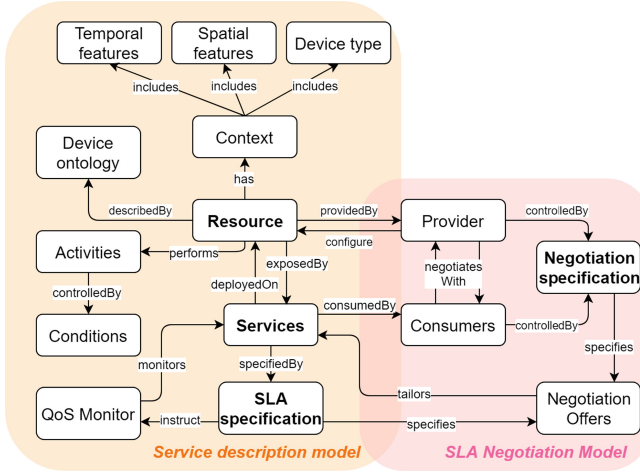 Temporal
features
Spatial
features
Device type
includes
includes
includes
Context
Device
ontology
has
describedBy
Resource
providedBy
Provider
controlledBy
configure
Activities
performs
exposedBy
negotiates
With
Negotiation
specification
controlledBy
deployedOn
Conditions
Services
consumedBy
Consumers
controlledBy
monitors
specifiedBy
specifies
QoS Monitor
instruct
SLA
specification
tailors
specifies
Negotiation
Offers
Service description model
SLA Negotiation Model